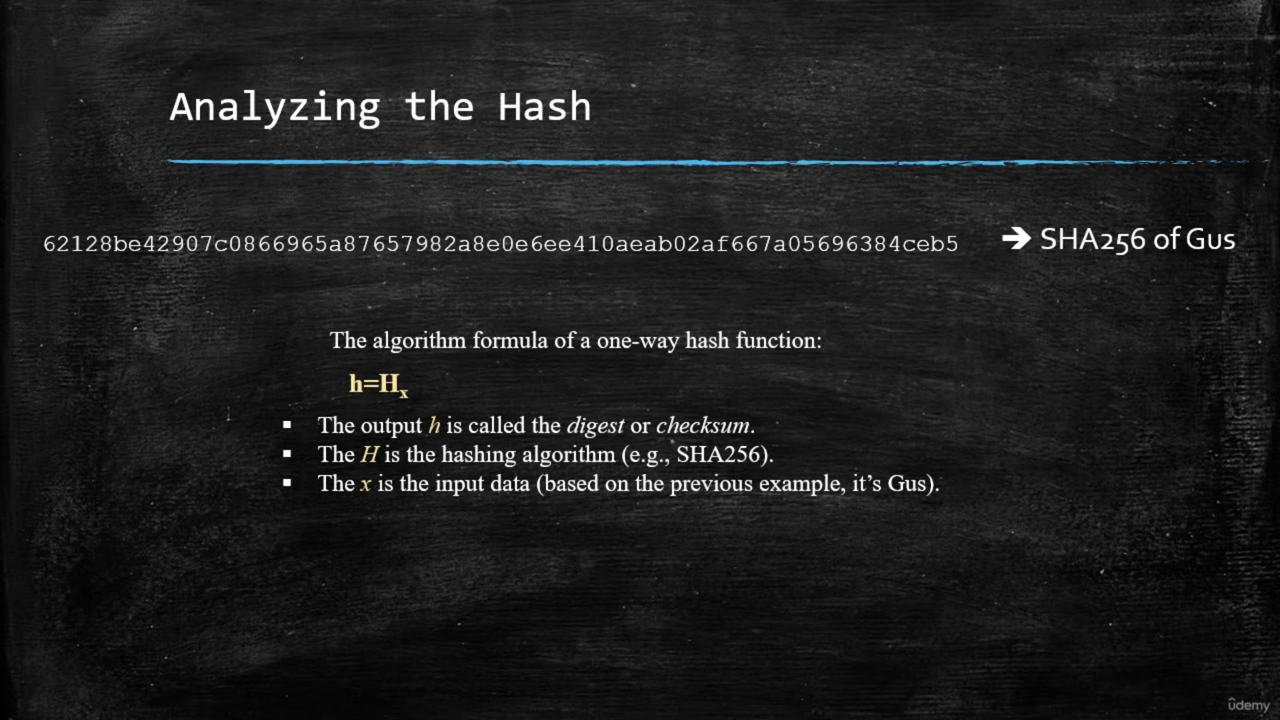 Analyzing the Hash
62128be42907c0866965a87657982a8e0e6ee410aeab02af667a05696384ceb5 ➔ SHA256 of Gus
The algorithm formula of a one-way hash function:
h=Hx
▪ The output h is called the digest or checksum.
▪ The H is the hashing algorithm (e.g., SHA256).
▪ The x is the input data (based on the previous example, it’s Gus).
ûdemy